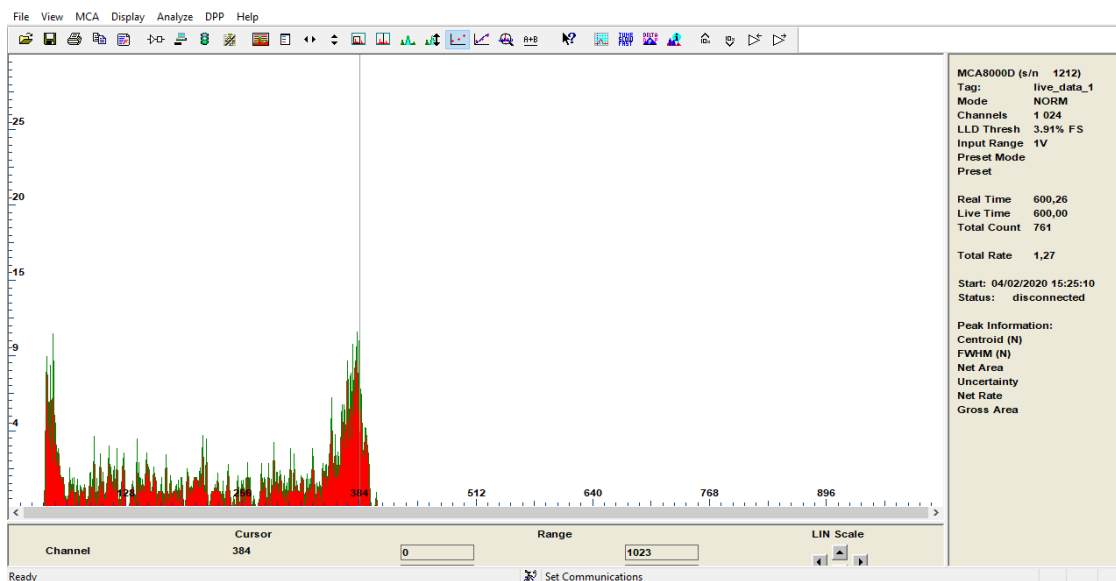 File View MCA Display Analyze DPP Help
A+B
25
20
15
9
4
128 256 384 512 640 768 896
MCA8000D (s/n 1212)
Tag: live_data_1
Mode NORM
Channels 1 024
LLD Thresh 3.91% FS
Input Range 1V
Preset Mode
Preset
Real Time 600,26
Live Time 600,00
Total Count 761
Total Rate 1,27
Start: 04/02/2020 15:25:10
Status: disconnected
Peak Information:
Centroid (N)
FWHM (N)
Net Area
Uncertainty
Net Rate
Gross Area
Cursor Range LIN Scale
Channel 384 0 1023
Ready Set Communications